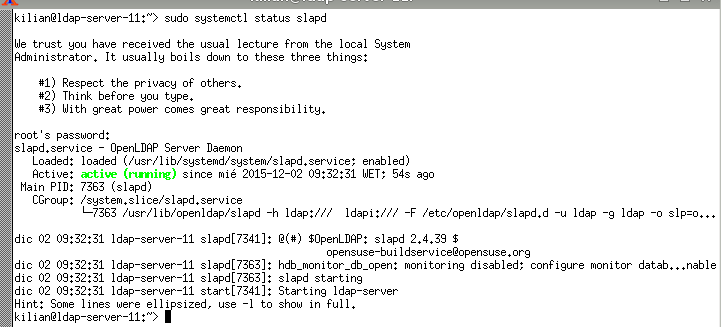 kilian@ldap-server-11:~
kilian@ldap-server-11:~> sudo systemctl status slapd
We trust you have received the usual lecture from the local System
Administrator. It usually boils down to these three things:
#1) Respect the privacy of others.
#2) Think before you type.
#3) With great power comes great responsibility.
root's password:
slapd.service - OpenLDAP Server Daemon
Loaded: loaded (/usr/lib/systemd/system/slapd.service; enabled)
Active: active (running) since mié 2015-12-02 09:32:31 WET; 54s ago
Main PID: 7363 (slapd)
CGroup: /system.slice/slapd.service
└─7363 /usr/lib/openldap/slapd -h ldap:///  ldapi:/// -F /etc/openldap/slapd.d -u ldap -g ldap -o slp=o...
dic 02 09:32:31 ldap-server-11 slapd[7341]: @(#) $OpenLDAP: slapd 2.4.39 $
opensuse-buildservice@opensuse.org
dic 02 09:32:31 ldap-server-11 slapd[7363]: hdb_monitor_db_open: monitoring disabled; configure monitor datab...nable
dic 02 09:32:31 ldap-server-11 slapd[7363]: slapd starting
dic 02 09:32:31 ldap-server-11 start[7341]: Starting ldap-server
Hint: Some lines were ellipsized, use -l to show in full.
kilian@ldap-server-11:~>